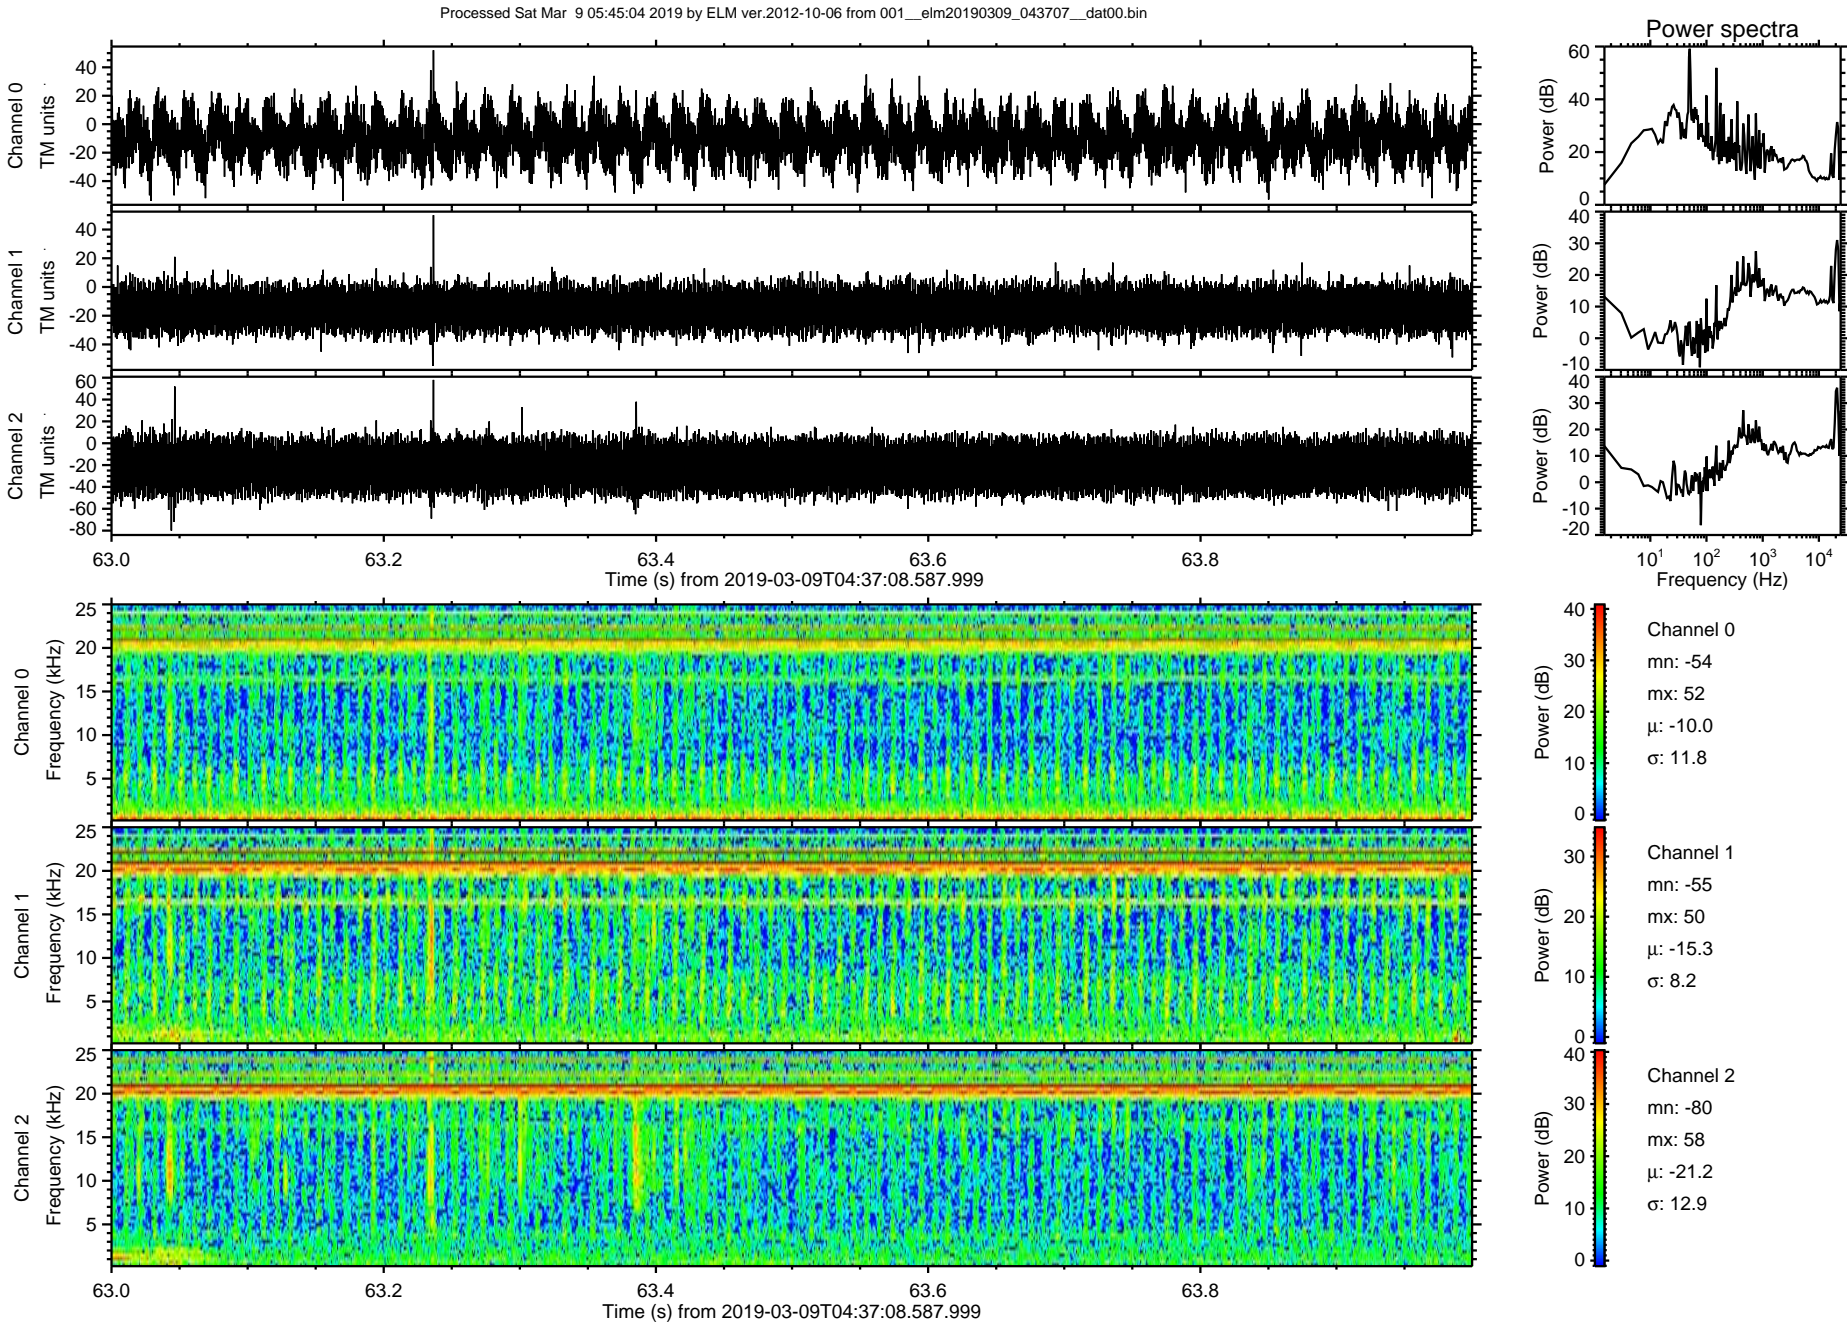 Processed Sat Mar 9 05:45:04 2019 by ELM ver.2012-10-06 from 001__elm20190309_043707__dat00.bin
Power spectra
Channel 0
TM units
40
20
0
-20
-40
Power (dB)
60
40
20
0
Channel 1
TM units
40
20
0
-20
-40
Power (dB)
40
30
20
10
0
-10
Channel 2
TM units
60
40
20
0
-20
-40
-60
-80
Power (dB)
40
30
20
10
0
-10
-20
63.0 63.2 63.4 63.6 63.8
Time (s) from 2019-03-09T04:37:08.587.999
10^1 10^2 10^3 10^4
Frequency (Hz)
Channel 0
Frequency (kHz)
25
20
15
10
5
Power (dB)
40
30
20
10
0
Channel 0
mn: -54
mx: 52
μ: -10.0
σ: 11.8
Channel 1
Frequency (kHz)
25
20
15
10
5
Power (dB)
30
20
10
0
Channel 1
mn: -55
mx: 50
μ: -15.3
σ: 8.2
Channel 2
Frequency (kHz)
25
20
15
10
5
Power (dB)
40
30
20
10
0
Channel 2
mn: -80
mx: 58
μ: -21.2
σ: 12.9
63.0 63.2 63.4 63.6 63.8
Time (s) from 2019-03-09T04:37:08.587.999